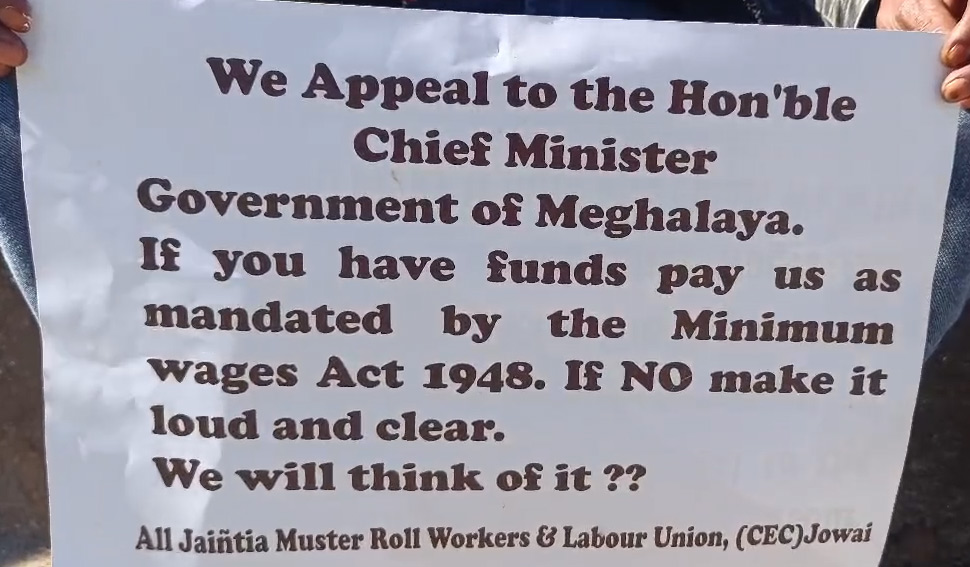 We Appeal to the Hon'ble
Chief Minister
Government of Meghalaya.
If you have funds pay us as
mandated by the Minimum
wages Act 1948. If NO make it
loud and clear.
We will think of it ??
All Jaiñtia Muster Roll Workers & Labour Union, (CEC)Jowai